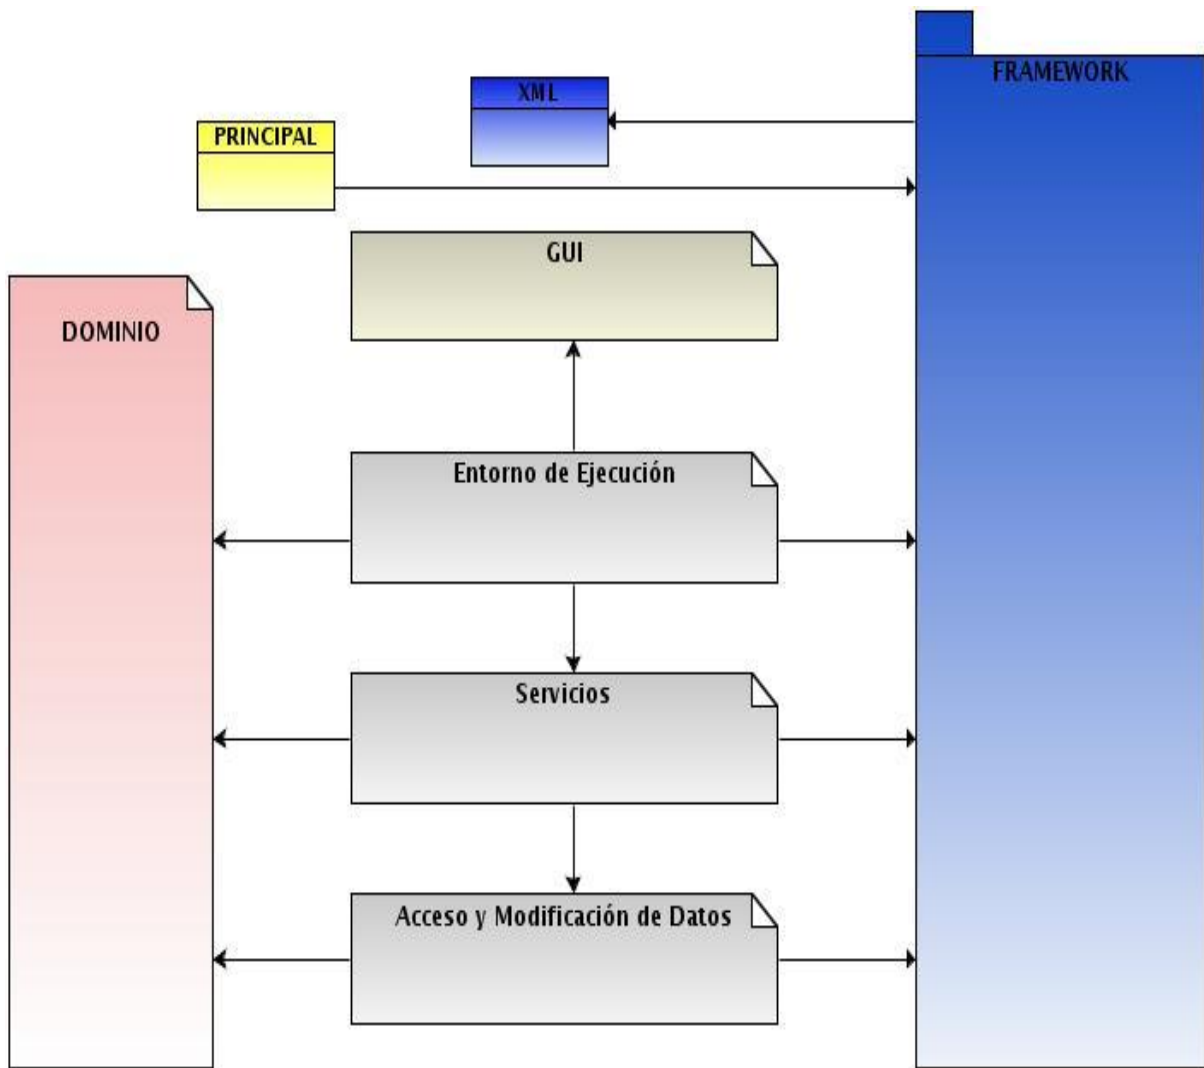 FRAMEWORK
XML
PRINCIPAL
GUI
DOMINIO
Entorno de Ejecución
Servicios
Acceso y Modificación de Datos